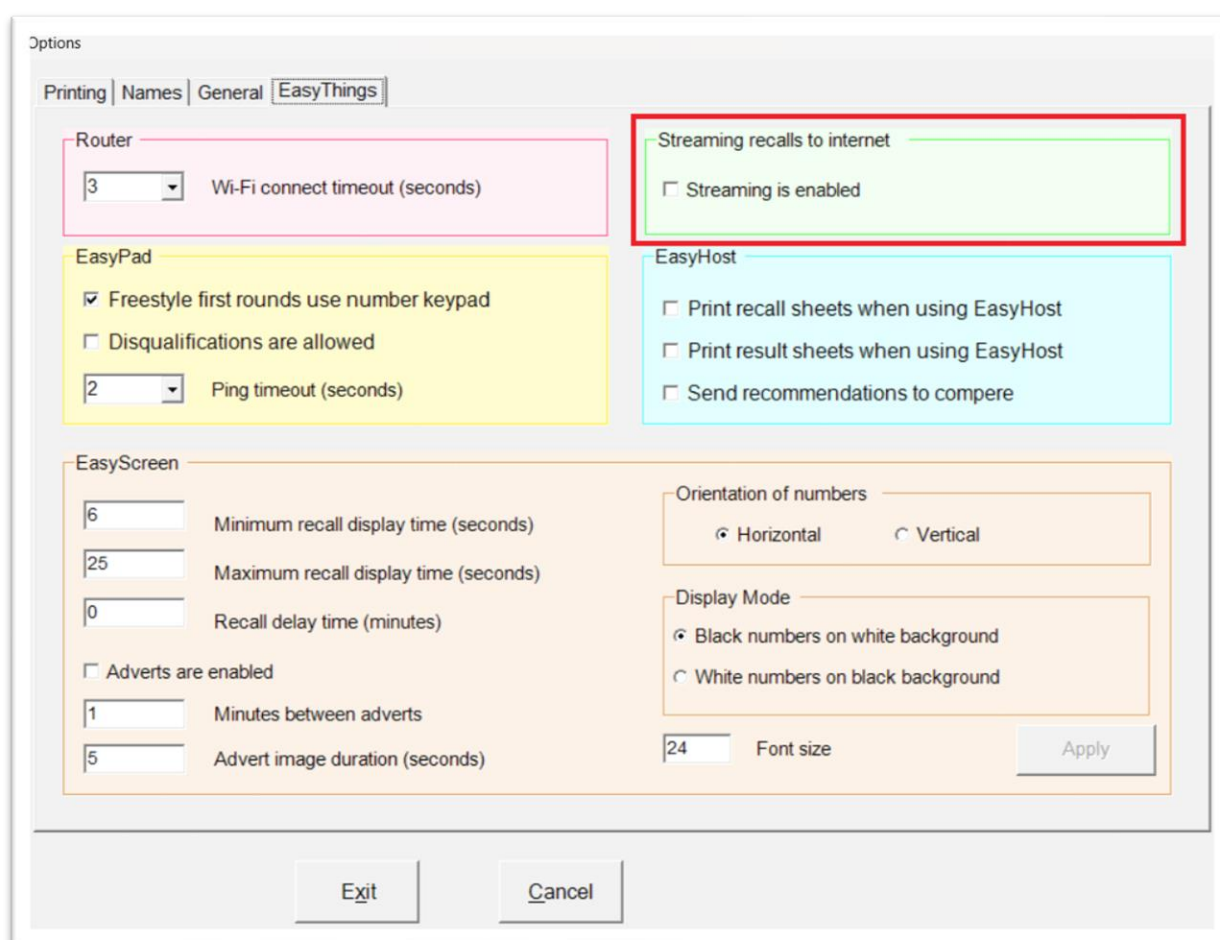 Options
Printing Names General EasyThings
Router
3 Wi-Fi connect timeout (seconds)
Streaming recalls to internet
Streaming is enabled
EasyPad
Freestyle first rounds use number keypad
Disqualifications are allowed
2 Ping timeout (seconds)
EasyHost
Print recall sheets when using EasyHost
Print result sheets when using EasyHost
Send recommendations to compere
EasyScreen
6 Minimum recall display time (seconds)
25 Maximum recall display time (seconds)
0 Recall delay time (minutes)
Adverts are enabled
1 Minutes between adverts
5 Advert image duration (seconds)
Orientation of numbers
Horizontal Vertical
Display Mode
Black numbers on white background
White numbers on black background
24 Font size Apply
Exit Cancel